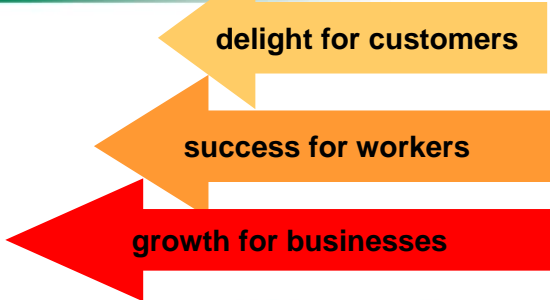 delight for customers
success for workers
growth for businesses